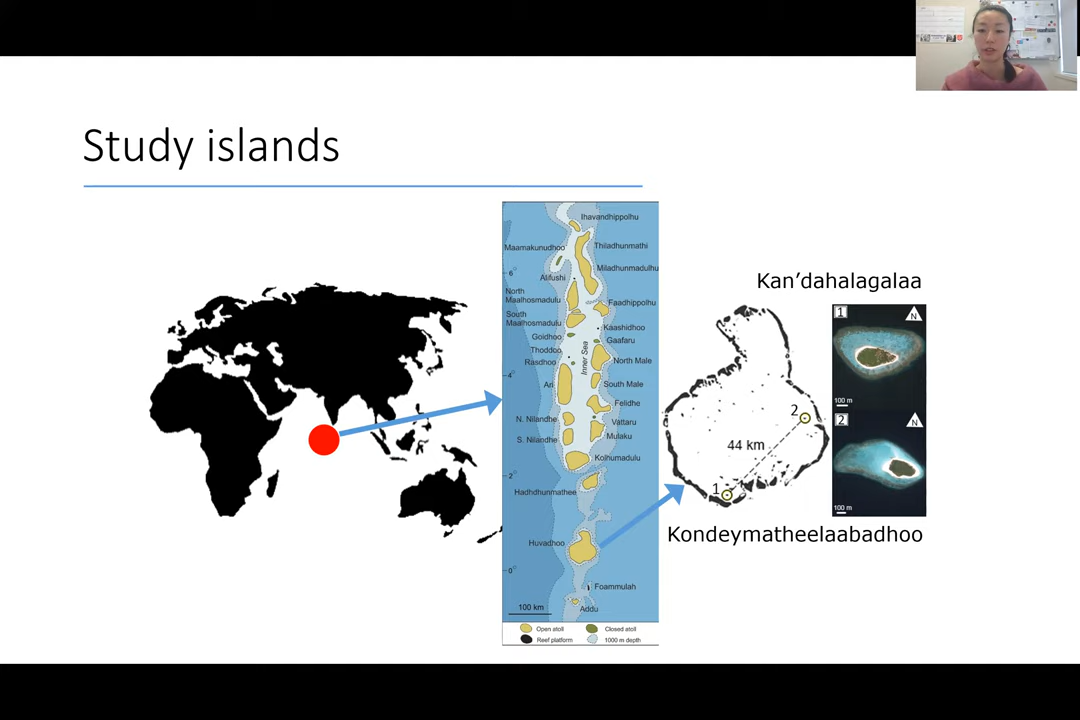 Study islands
Ihavandhippolhu
Maamakunudhoo
Thiladhunmathi
Miladhunmadulhu
6°
Alifushi
North
Maalhosmadulu
Faadhippolhu
South
Maalhosmadulu
Kaashidhoo
Goidhoo
Gaafaru
Thoddoo
Rasdhoo
Inner Sea
North Male
4°
Ari
South Male
Felidhe
N. Nilandhe
Vattaru
S. Nilandhe
Mulaku
Kolhumadulu
2°
Hadhdhunmathee
Huvadhoo
0°
Foammulah
100 km
Addu
Open atoll
Closed atoll
Reef platform
1000 m depth
2
44 km
1
Kan'dahalagalaa
1
N
100 m
2
N
100 m
Kondeymatheelaabadhoo